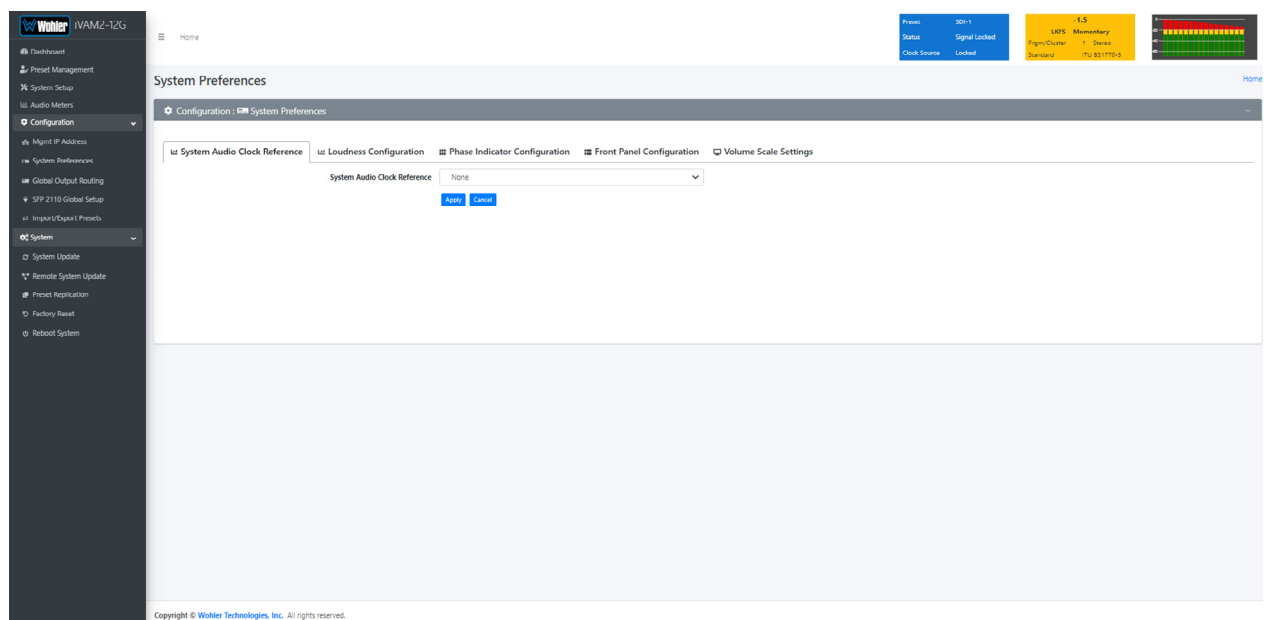 Wohler iVAM2-12G
Dashboard
Preset Management
System Setup
Audio Meters
Configuration
Mgmt IP Address
System Preferences
Global Output Routing
SFP 2110 Global Setup
Import/Export Presets
System
System Update
Remote System Update
Preset Replication
Factory Reset
Reboot System
Home
Preset SDI-1
Status Signal Locked
Clock Source Locked
-1.5
LKFS Momentary
Prgm/Cluster 1 Stereo
Standard ITU BS1770-3
System Preferences
Home
Configuration : System Preferences
System Audio Clock Reference Loudness Configuration Phase Indicator Configuration Front Panel Configuration Volume Scale Settings
System Audio Clock Reference None
Apply Cancel
Copyright © Wohler Technologies, Inc. All rights reserved.